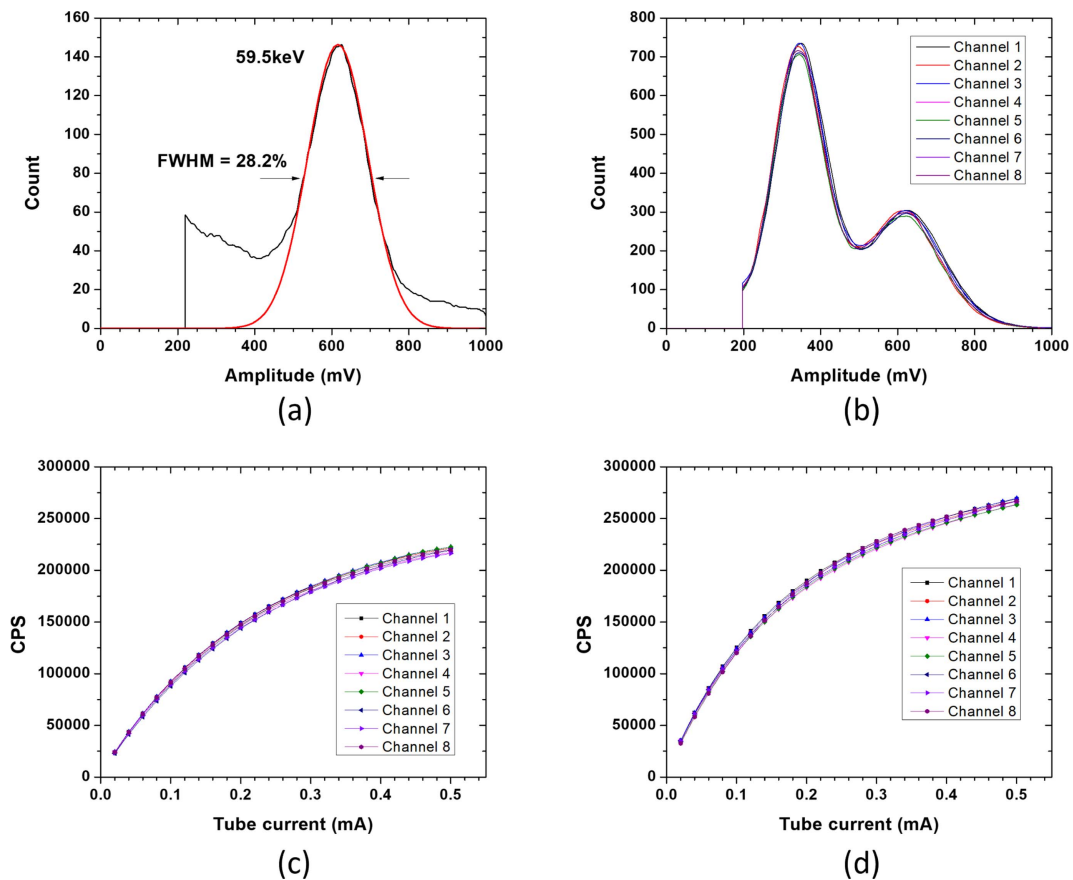 160
140
120
100
80
60
40
20
0
Count
59.5keV
FWHM = 28.2%
0 200 400 600 800 1000
Amplitude (mV)
(a)
800
700
600
500
400
300
200
100
0
Count
Channel 1
Channel 2
Channel 3
Channel 4
Channel 5
Channel 6
Channel 7
Channel 8
0 200 400 600 800 1000
Amplitude (mV)
(b)
300000
250000
200000
150000
100000
50000
0
CPS
Channel 1
Channel 2
Channel 3
Channel 4
Channel 5
Channel 6
Channel 7
Channel 8
0.0 0.1 0.2 0.3 0.4 0.5
Tube current (mA)
(c)
300000
250000
200000
150000
100000
50000
0
CPS
Channel 1
Channel 2
Channel 3
Channel 4
Channel 5
Channel 6
Channel 7
Channel 8
0.0 0.1 0.2 0.3 0.4 0.5
Tube current (mA)
(d)